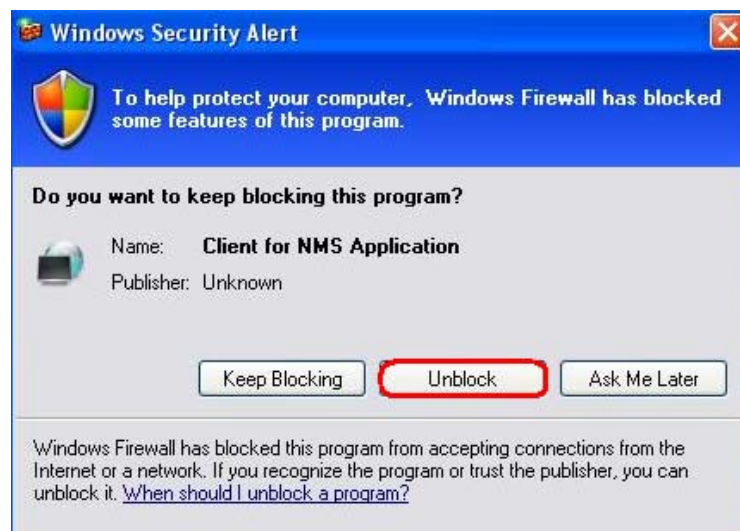 Windows Security Alert
To help protect your computer, Windows Firewall has blocked
some features of this program.
Do you want to keep blocking this program?
Name: Client for NMS Application
Publisher: Unknown
Keep Blocking Unblock Ask Me Later
Windows Firewall has blocked this program from accepting connections from the
Internet or a network. If you recognize the program or trust the publisher, you can
unblock it. When should I unblock a program?